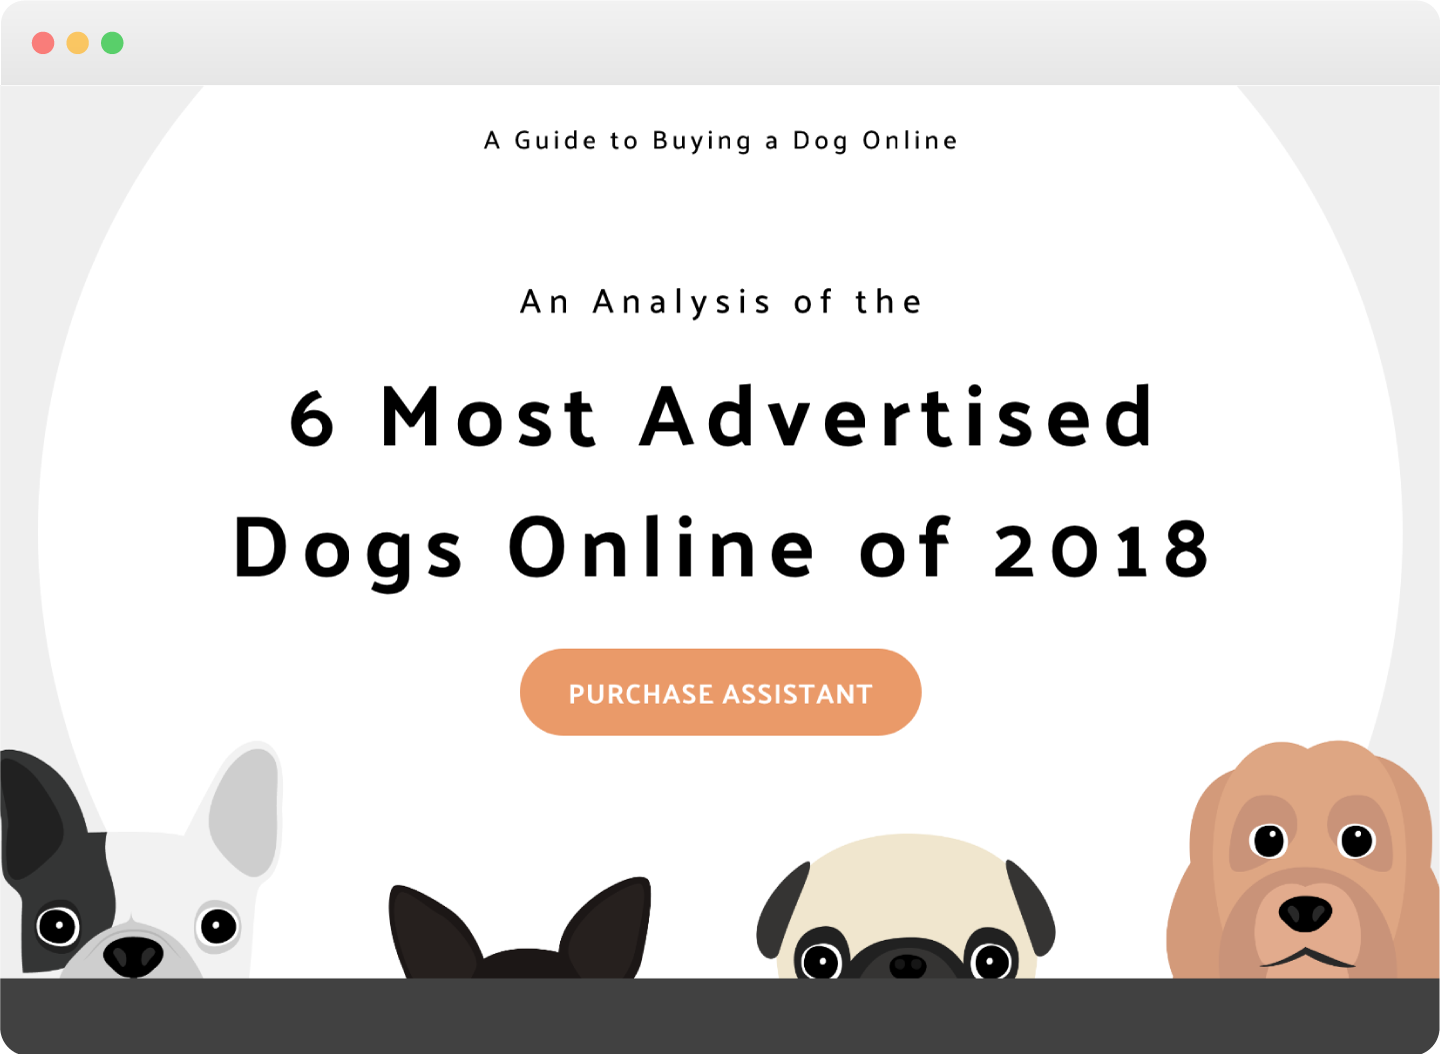 A Guide to Buying a Dog Online
An Analysis of the
6 Most Advertised
Dogs Online of 2018
PURCHASE ASSISTANT